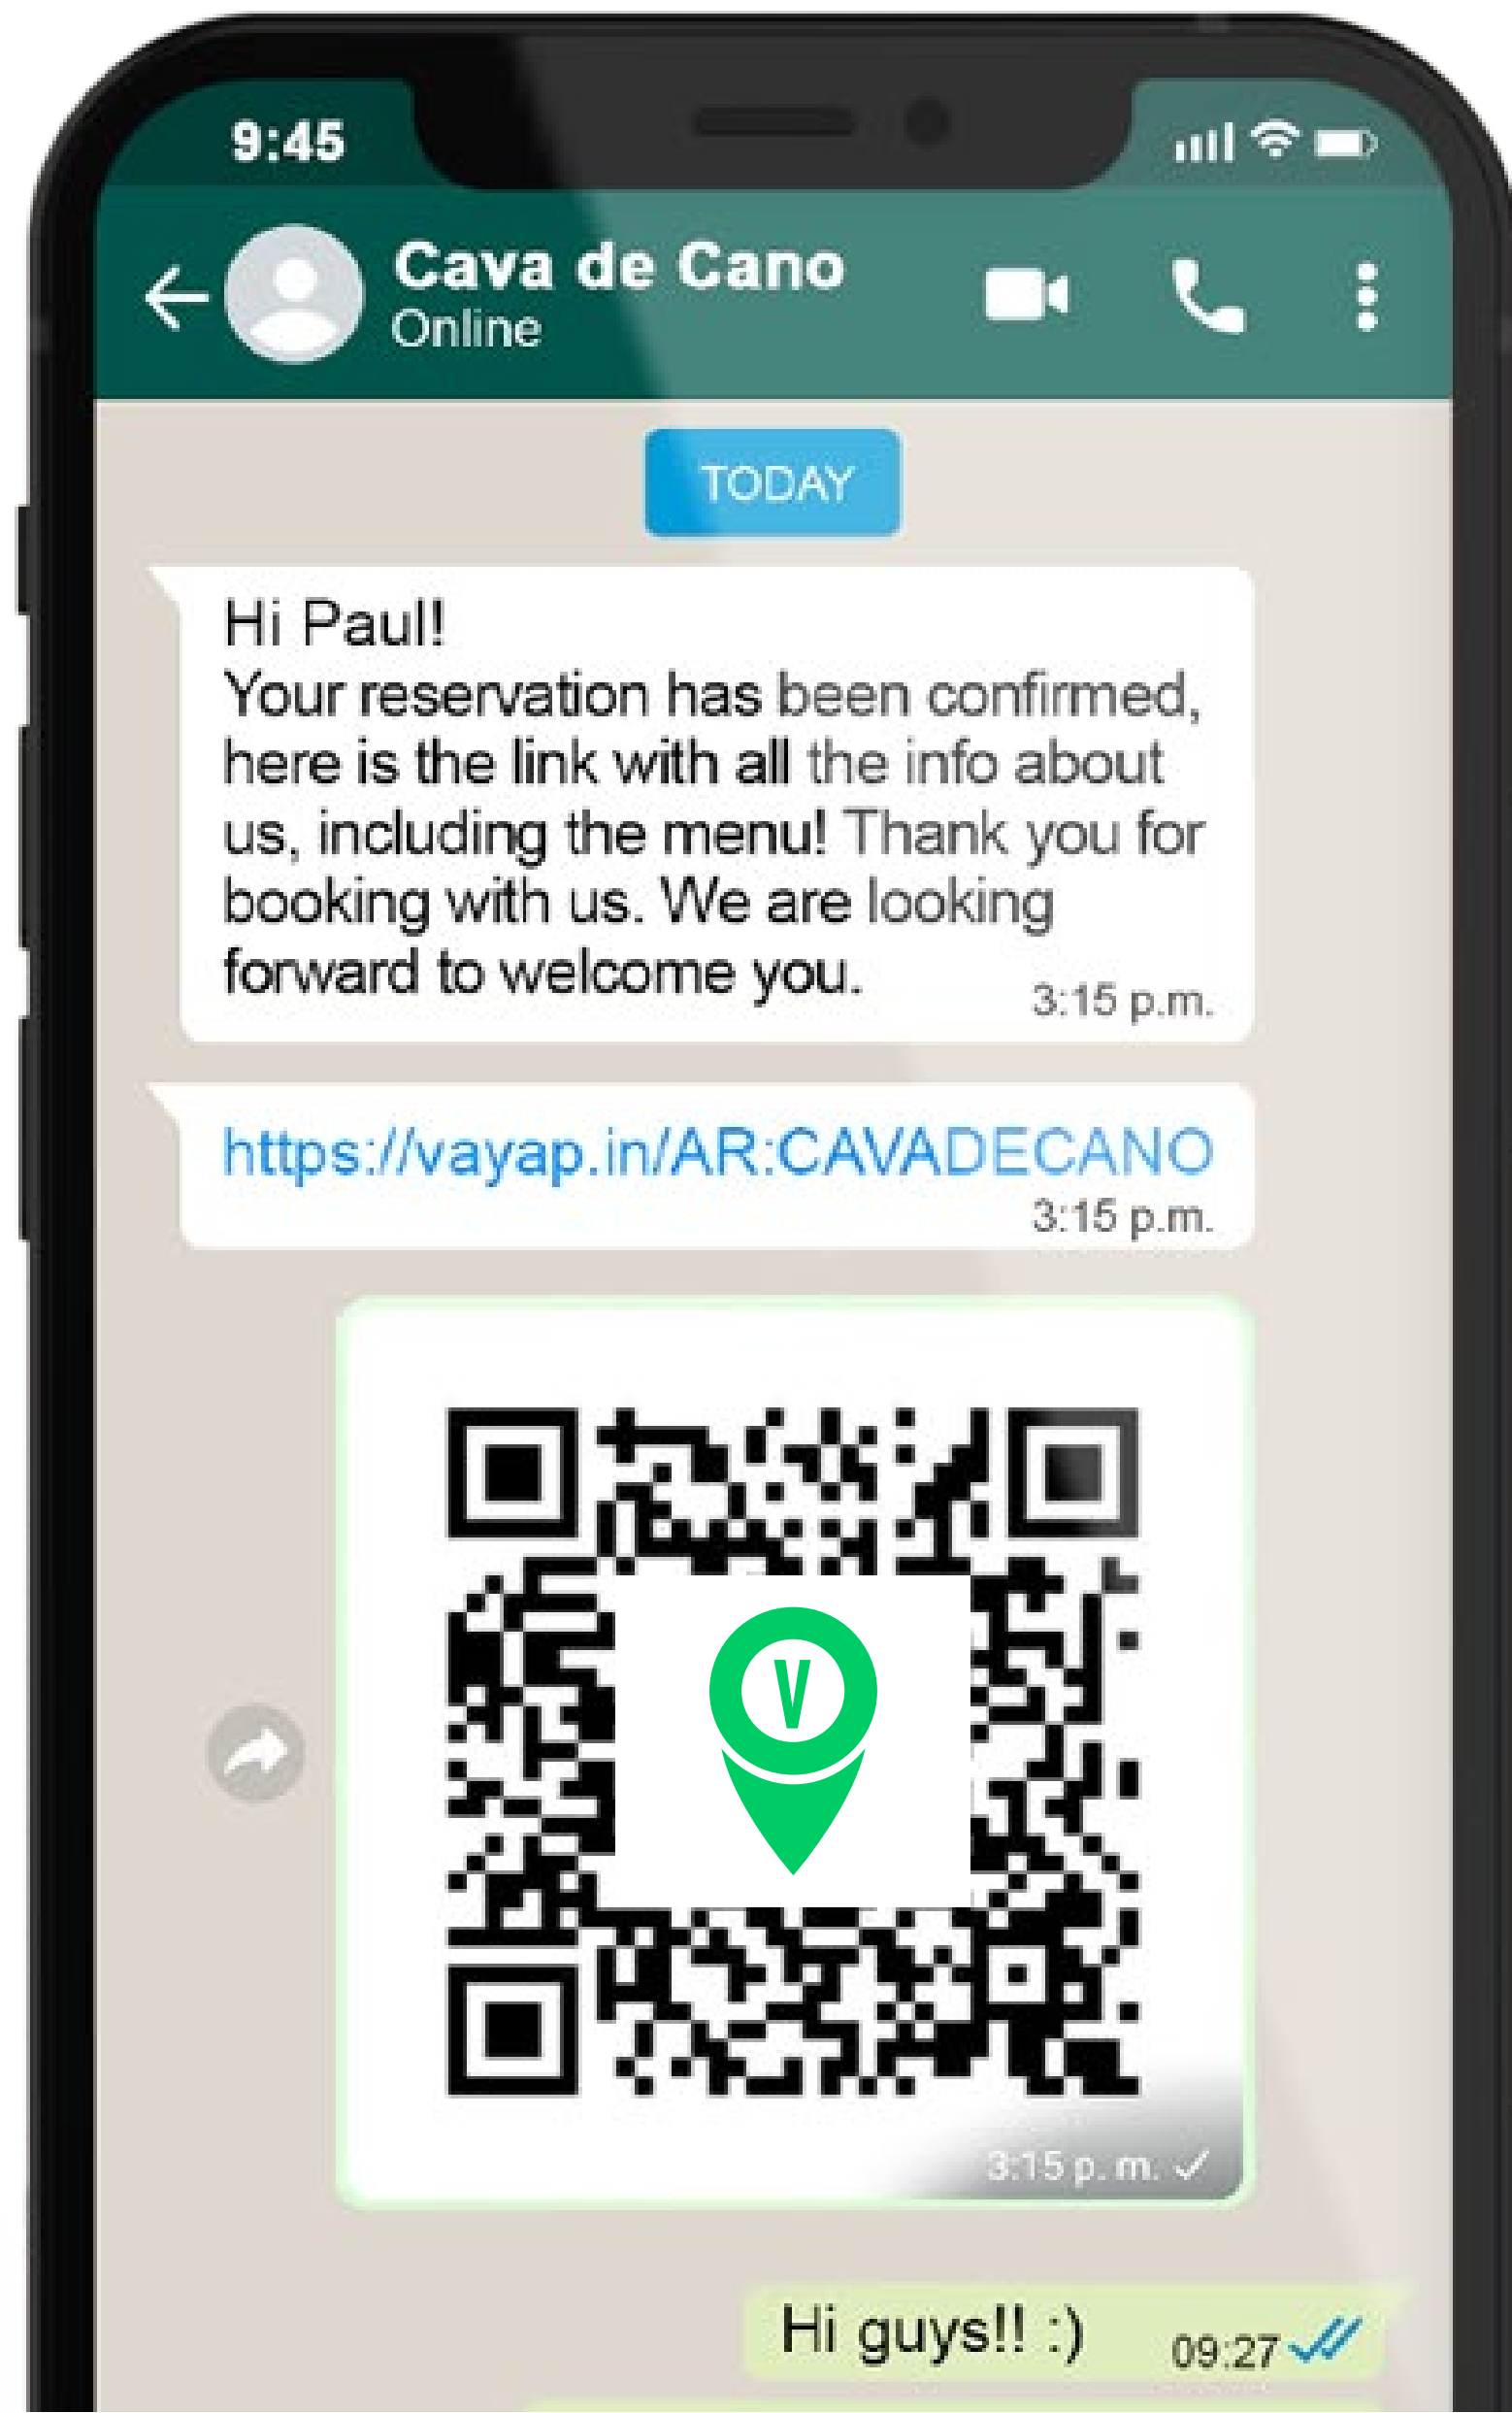 9:45
Cava de Cano
Online
TODAY
Hi Paul!
Your reservation has been confirmed,
here is the link with all the info about
us, including the menu! Thank you for
booking with us. We are looking
forward to welcome you.
3:15 p.m.
https://vayap.in/AR:CAVADECANO
3:15 p.m.
V
3:15 p. m.
Hi guys!! :)
09:27